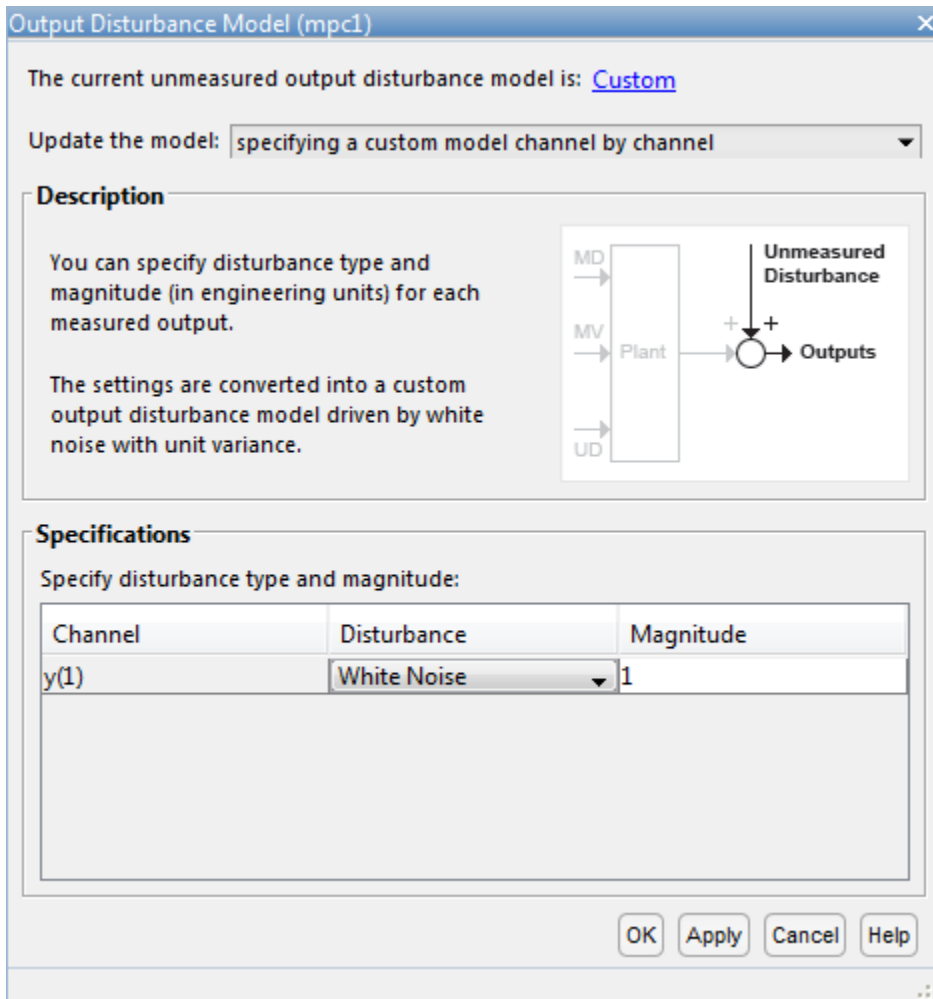 Output Disturbance Model (mpc1)
The current unmeasured output disturbance model is: Custom
Update the model: specifying a custom model channel by channel
Description
You can specify disturbance type and
magnitude (in engineering units) for each
measured output.
The settings are converted into a custom
output disturbance model driven by white
noise with unit variance.
MD
MV
UD
Plant
Unmeasured
Disturbance
+ +
Outputs
Specifications
Specify disturbance type and magnitude:
Channel Disturbance Magnitude
y(1) White Noise 1
OK Apply Cancel Help